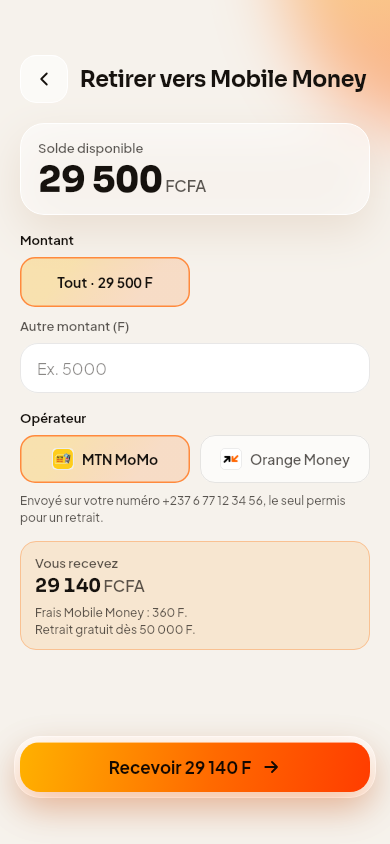 Retirer vers Mobile Money
Solde disponible
29 500 FCFA
Montant
Tout · 29 500 F
Autre montant (F)
Ex. 5000
Opérateur
MTN MoMo
Orange Money
Envoyé sur votre numéro +237 6 77 12 34 56, le seul permis
pour un retrait.
Vous recevez
29 140 FCFA
Frais Mobile Money : 360 F.
Retrait gratuit dès 50 000 F.
Recevoir 29 140 F →